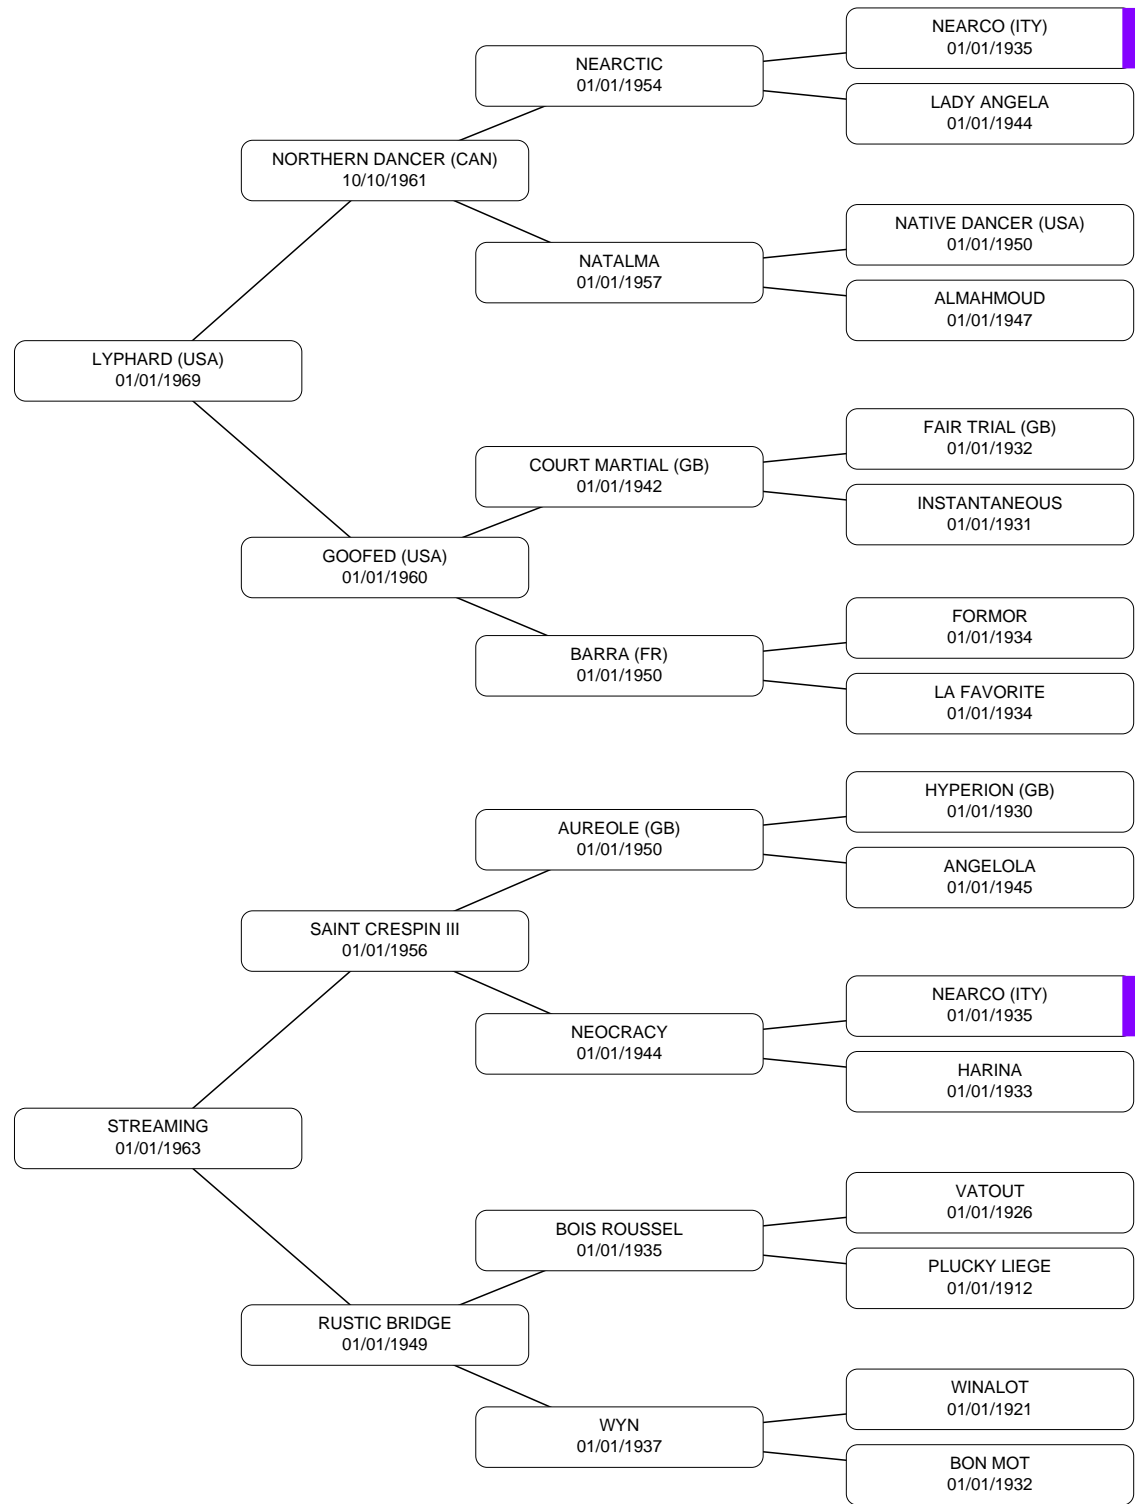 NEARCO (ITY)
01/01/1935
NEARCTIC
01/01/1954
LADY ANGELA
01/01/1944
NORTHERN DANCER (CAN)
10/10/1961
NATIVE DANCER (USA)
01/01/1950
NATALMA
01/01/1957
ALMAHMOUD
01/01/1947
LYPHARD (USA)
01/01/1969
FAIR TRIAL (GB)
01/01/1932
COURT MARTIAL (GB)
01/01/1942
INSTANTANEOUS
01/01/1931
GOOFED (USA)
01/01/1960
FORMOR
01/01/1934
BARRA (FR)
01/01/1950
LA FAVORITE
01/01/1934
HYPERION (GB)
01/01/1930
AUREOLE (GB)
01/01/1950
ANGELOLA
01/01/1945
SAINT CRESPIN III
01/01/1956
NEARCO (ITY)
01/01/1935
NEOCRACY
01/01/1944
HARINA
01/01/1933
STREAMING
01/01/1963
VATOUT
01/01/1926
BOIS ROUSSEL
01/01/1935
PLUCKY LIEGE
01/01/1912
RUSTIC BRIDGE
01/01/1949
WINALOT
01/01/1921
WYN
01/01/1937
BON MOT
01/01/1932